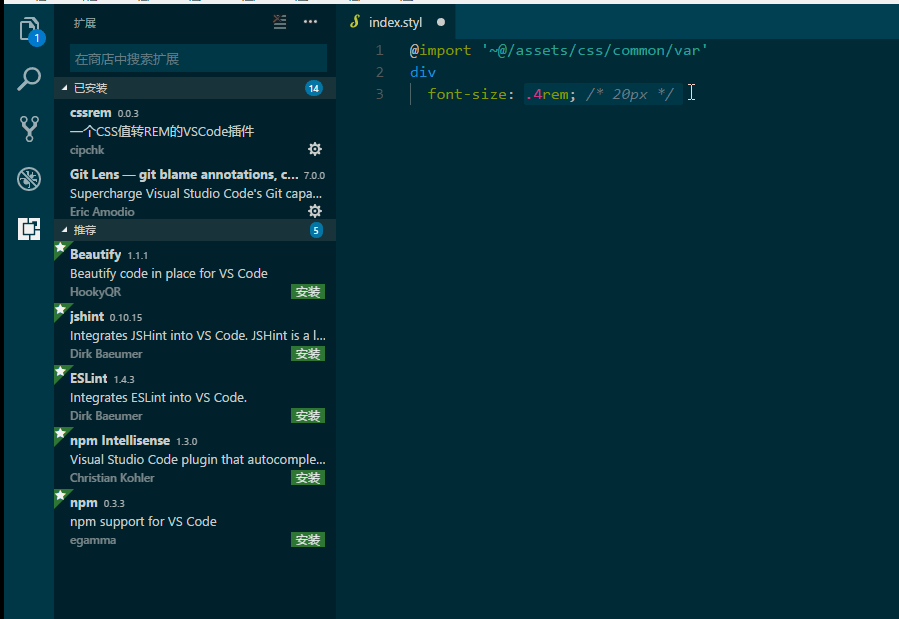 扩展
在商店中搜索扩展
已安装 14
cssrem 0.0.3
一个CSS值转REM的VSCode插件
cipchk
Git Lens — git blame annotations, c... 7.0.0
Supercharge Visual Studio Code's Git capa...
Eric Amodio
推荐 5
Beautify 1.1.1
Beautify code in place for VS Code
HookyQR 安装
jshint 0.10.15
Integrates JSHint into VS Code. JSHint is a l...
Dirk Baeumer 安装
ESLint 1.4.3
Integrates ESLint into VS Code.
Dirk Baeumer 安装
npm Intellisense 1.3.0
Visual Studio Code plugin that autocomple...
Christian Kohler 安装
npm 0.3.3
npm support for VS Code
egamma 安装
1
index.styl
1 @import '~@/assets/css/common/var'
2 div
3 font-size: .4rem; /* 20px */